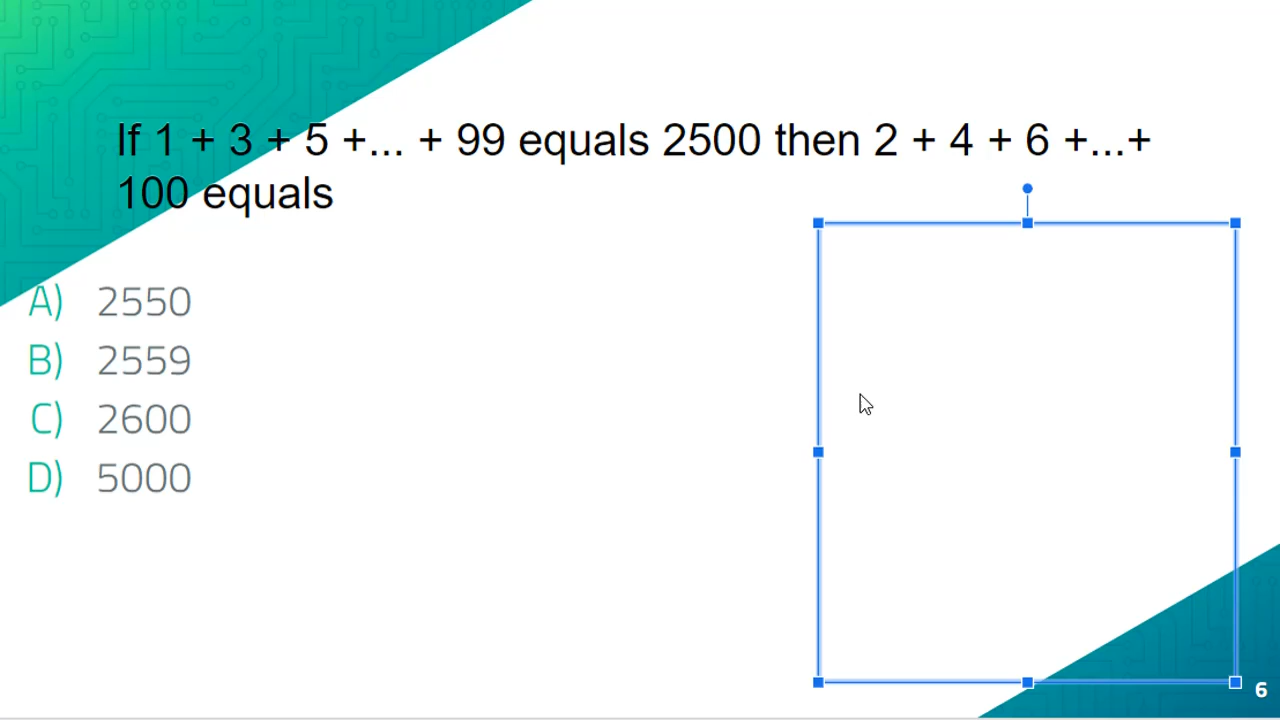 If 1 + 3 + 5 +... + 99 equals 2500 then 2 + 4 + 6 +...+
100 equals
A) 2550
B) 2559
C) 2600
D) 5000
6